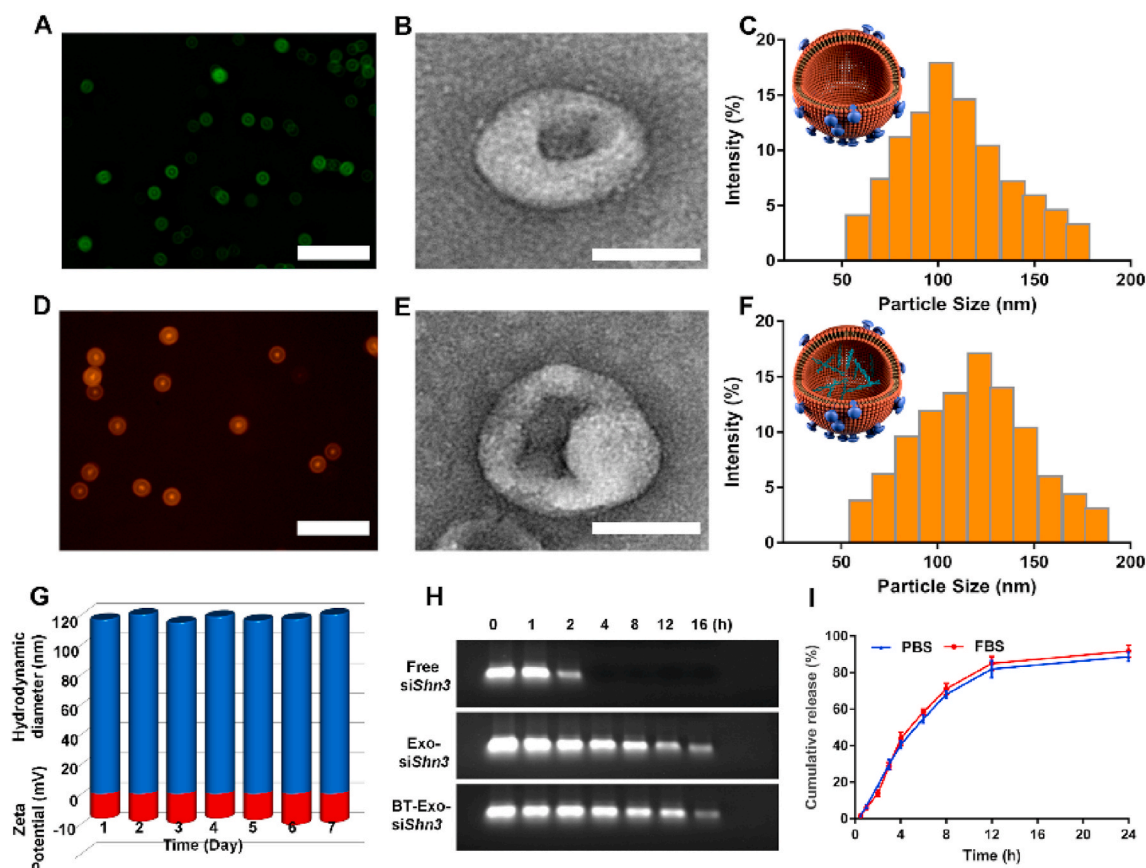 A
B
C
20
15
10
5
0
Intensity (%)
50 100 150 200
Particle Size (nm)
D
E
F
20
15
10
5
0
Intensity (%)
50 100 150 200
Particle Size (nm)
G
Hydrodynamic
diameter (nm)
120
100
80
60
40
20
0
-10
Zeta
Potential (mV)
1 2 3 4 5 6 7
Time (Day)
H
0 1 2 4 8 12 16 (h)
Free
siShn3
Exo-
siShn3
BT-Exo-
siShn3
I
PBS FBS
100
80
60
40
20
0
Cumulative release (%)
0 4 8 12 16 20 24
Time (h)